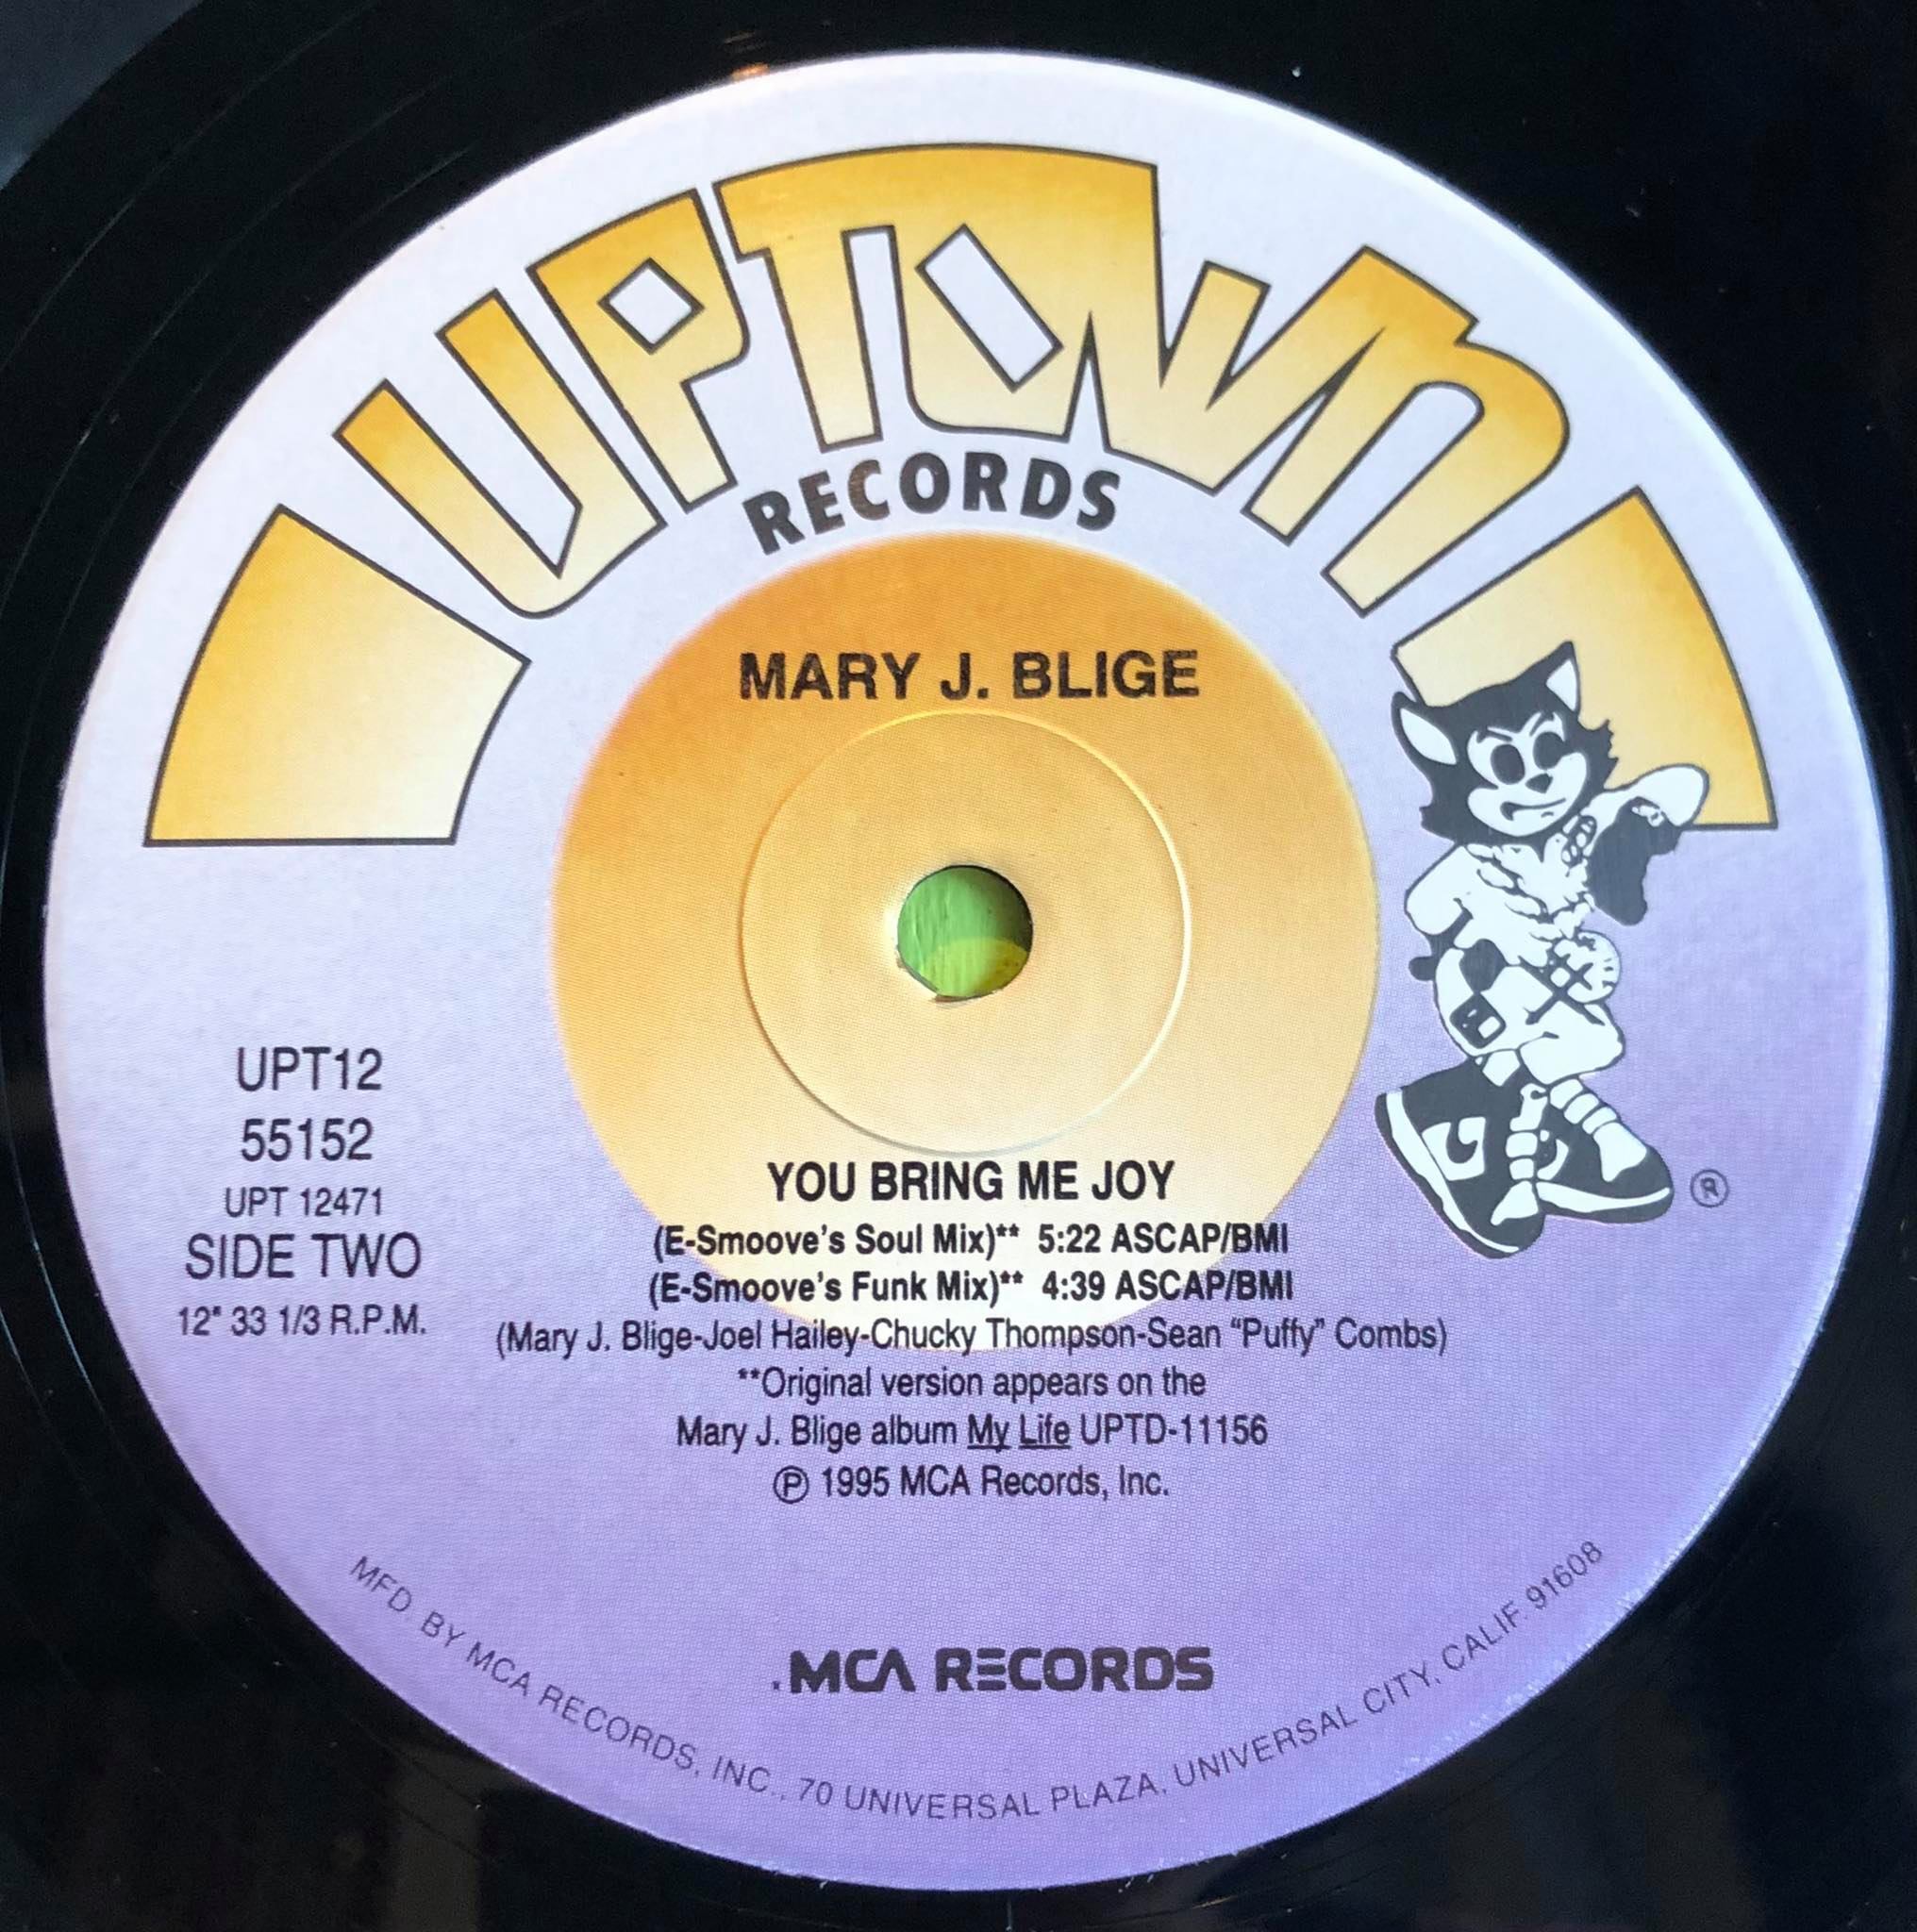 UPTOWN
RECORDS
MARY J. BLIGE
UPT12
55152
UPT 12471
SIDE TWO
12" 33 1/3 R.P.M.
YOU BRING ME JOY
(E-Smoove's Soul Mix)** 5:22 ASCAP/BMI
(E-Smoove's Funk Mix)** 4:39 ASCAP/BMI
(Mary J. Blige-Joel Hailey-Chucky Thompson-Sean “Puffy” Combs)
**Original version appears on the
Mary J. Blige album My Life UPTD-11156
℗ 1995 MCA Records, Inc.
®
MCA RECORDS
MFD. BY MCA RECORDS, INC., 70 UNIVERSAL PLAZA, UNIVERSAL CITY, CALIF. 91608